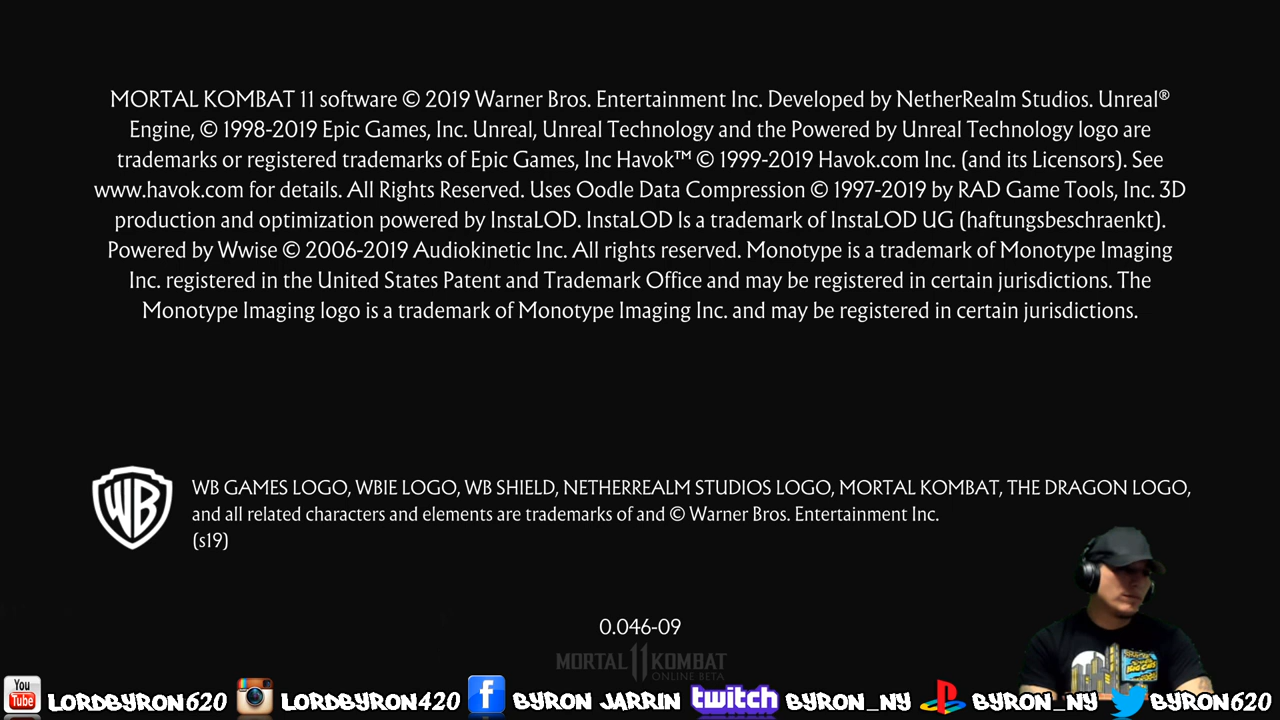 MORTAL KOMBAT 11 software © 2019 Warner Bros. Entertainment Inc. Developed by NetherRealm Studios. Unreal®
Engine, © 1998-2019 Epic Games, Inc. Unreal, Unreal Technology and the Powered by Unreal Technology logo are
trademarks or registered trademarks of Epic Games, Inc Havok™ © 1999-2019 Havok.com Inc. (and its Licensors). See
www.havok.com for details. All Rights Reserved. Uses Oodle Data Compression © 1997-2019 by RAD Game Tools, Inc. 3D
production and optimization powered by InstaLOD. InstaLOD Is a trademark of InstaLOD UG (haftungsbeschraenkt).
Powered by Wwise © 2006-2019 Audiokinetic Inc. All rights reserved. Monotype is a trademark of Monotype Imaging
Inc. registered in the United States Patent and Trademark Office and may be registered in certain jurisdictions. The
Monotype Imaging logo is a trademark of Monotype Imaging Inc. and may be registered in certain jurisdictions.
WB
WB GAMES LOGO, WBIE LOGO, WB SHIELD, NETHERREALM STUDIOS LOGO, MORTAL KOMBAT, THE DRAGON LOGO,
and all related characters and elements are trademarks of and © Warner Bros. Entertainment Inc.
(s19)
0.046-09
MORTAL 11 KOMBAT
ONLINE BETA
You Tube LORDBYRON620 LORDBYRON420 f BYRON JARRIN twitch BYRON_NY BYRON_NY BYRON620